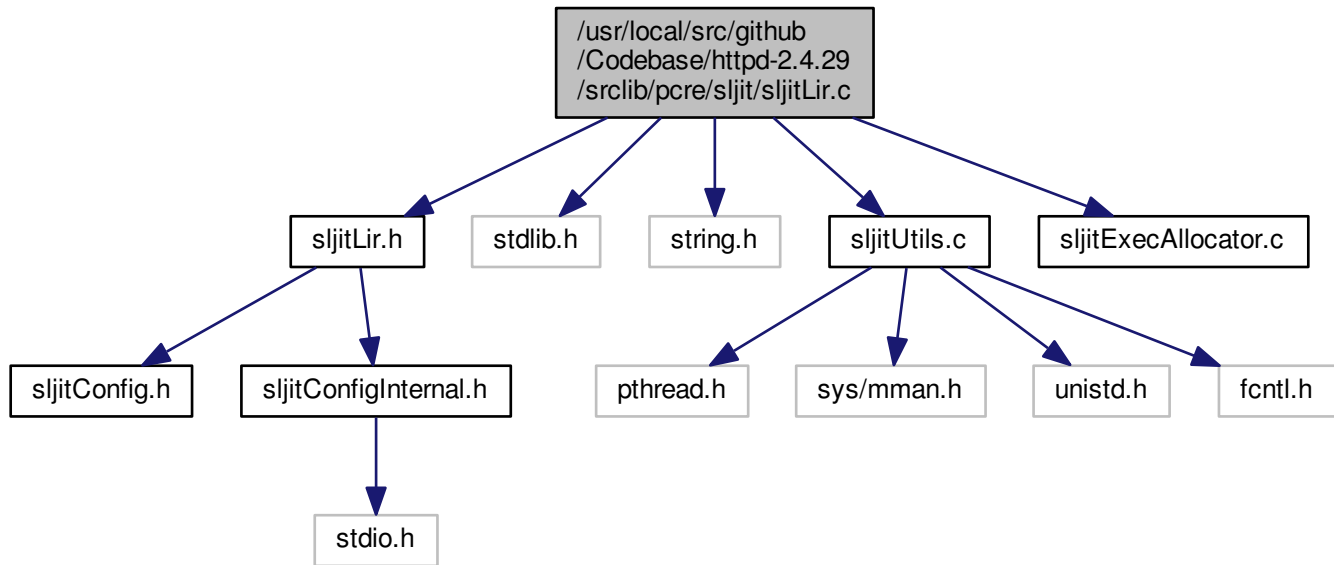 /usr/local/src/github
/Codebase/httpd-2.4.29
/srclib/pcre/sljit/sljitLir.c
sljitLir.h
stdlib.h
string.h
sljitUtils.c
sljitExecAllocator.c
sljitConfig.h
sljitConfigInternal.h
pthread.h
sys/mman.h
unistd.h
fcntl.h
stdio.h